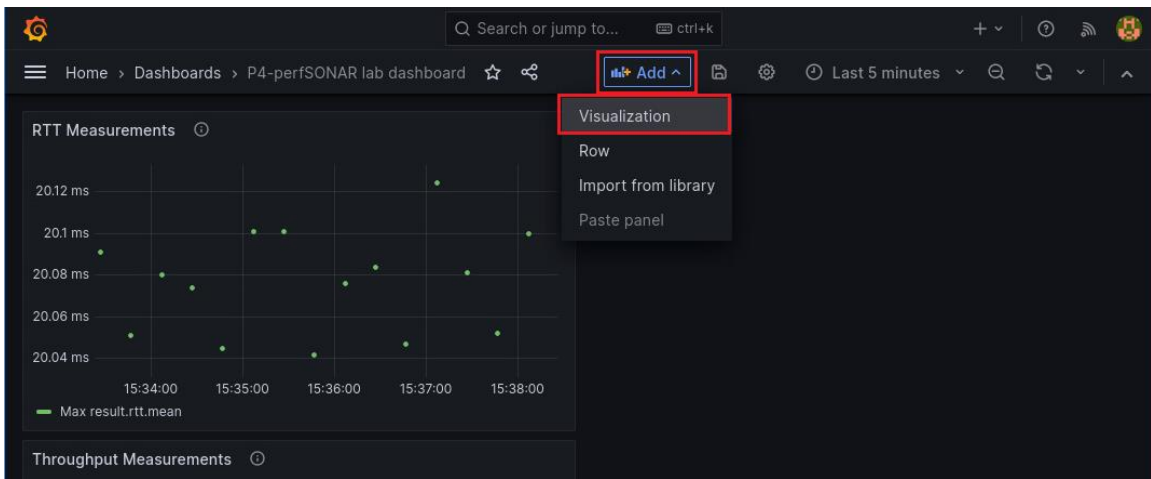 Search or jump to... ctrl+k
Home › Dashboards › P4-perfSONAR lab dashboard Add Last 5 minutes
Visualization
Row
Import from library
Paste panel
RTT Measurements
20.12 ms
20.1 ms
20.08 ms
20.06 ms
20.04 ms
15:34:00 15:35:00 15:36:00 15:37:00 15:38:00
Max result.rtt.mean
Throughput Measurements